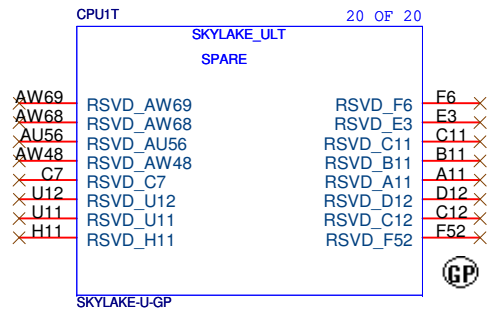 CPU1T 20 OF 20
SKYLAKE_ULT
SPARE
AW69 RSVD_AW69 RSVD_F6 F6
AW68 RSVD_AW68 RSVD_E3 E3
AU56 RSVD_AU56 RSVD_C11 C11
AW48 RSVD_AW48 RSVD_B11 B11
C7 RSVD_C7 RSVD_A11 A11
U12 RSVD_U12 RSVD_D12 D12
U11 RSVD_U11 RSVD_C12 C12
H11 RSVD_H11 RSVD_F52 F52
GP
SKYLAKE-U-GP